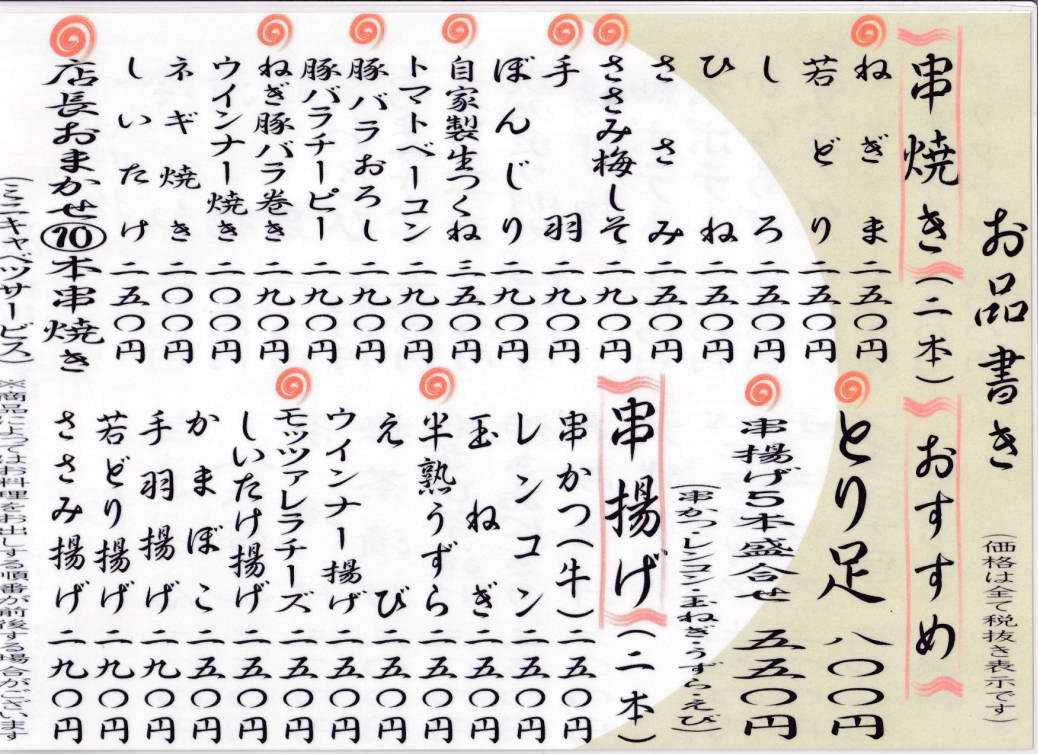 お品書き
(価格は全て税抜き表示です)
串焼き(二本)
ねぎま 二五〇円
若どり 二五〇円
しろ 二五〇円
ひね 二五〇円
ささみ 二五〇円
ささみ梅しそ 二九〇円
手羽 二九〇円
ぼんじり 二九〇円
自家製生つくね 三五〇円
トマトベーコン 二九〇円
豚バラおろし 二九〇円
豚バラチーピー 二九〇円
ねぎ豚バラ巻き 二九〇円
ウインナー焼き 二〇〇円
ネギ焼き 二〇〇円
しいたけ 二五〇円
店長おまかせ⑩本串焼き
(ミニキャベツサービス)
おすすめ
とり足 八〇〇円
串揚げ5本盛合せ 五五〇円
(串かつ・レンコン・玉ねぎ・うずら・えび)
串揚げ(二本)
串かつ(牛) 二五〇円
レンコン 二五〇円
玉ねぎ 二五〇円
半熟うずら 二五〇円
えび 二五〇円
ウインナー揚げ 二五〇円
モッツァレラチーズ 二五〇円
しいたけ揚げ 二五〇円
かまぼこ 二五〇円
手羽揚げ 二九〇円
若どり揚げ 二九〇円
ささみ揚げ 二九〇円
※商品によってはお料理をお出しする順番が前後する場合がございます